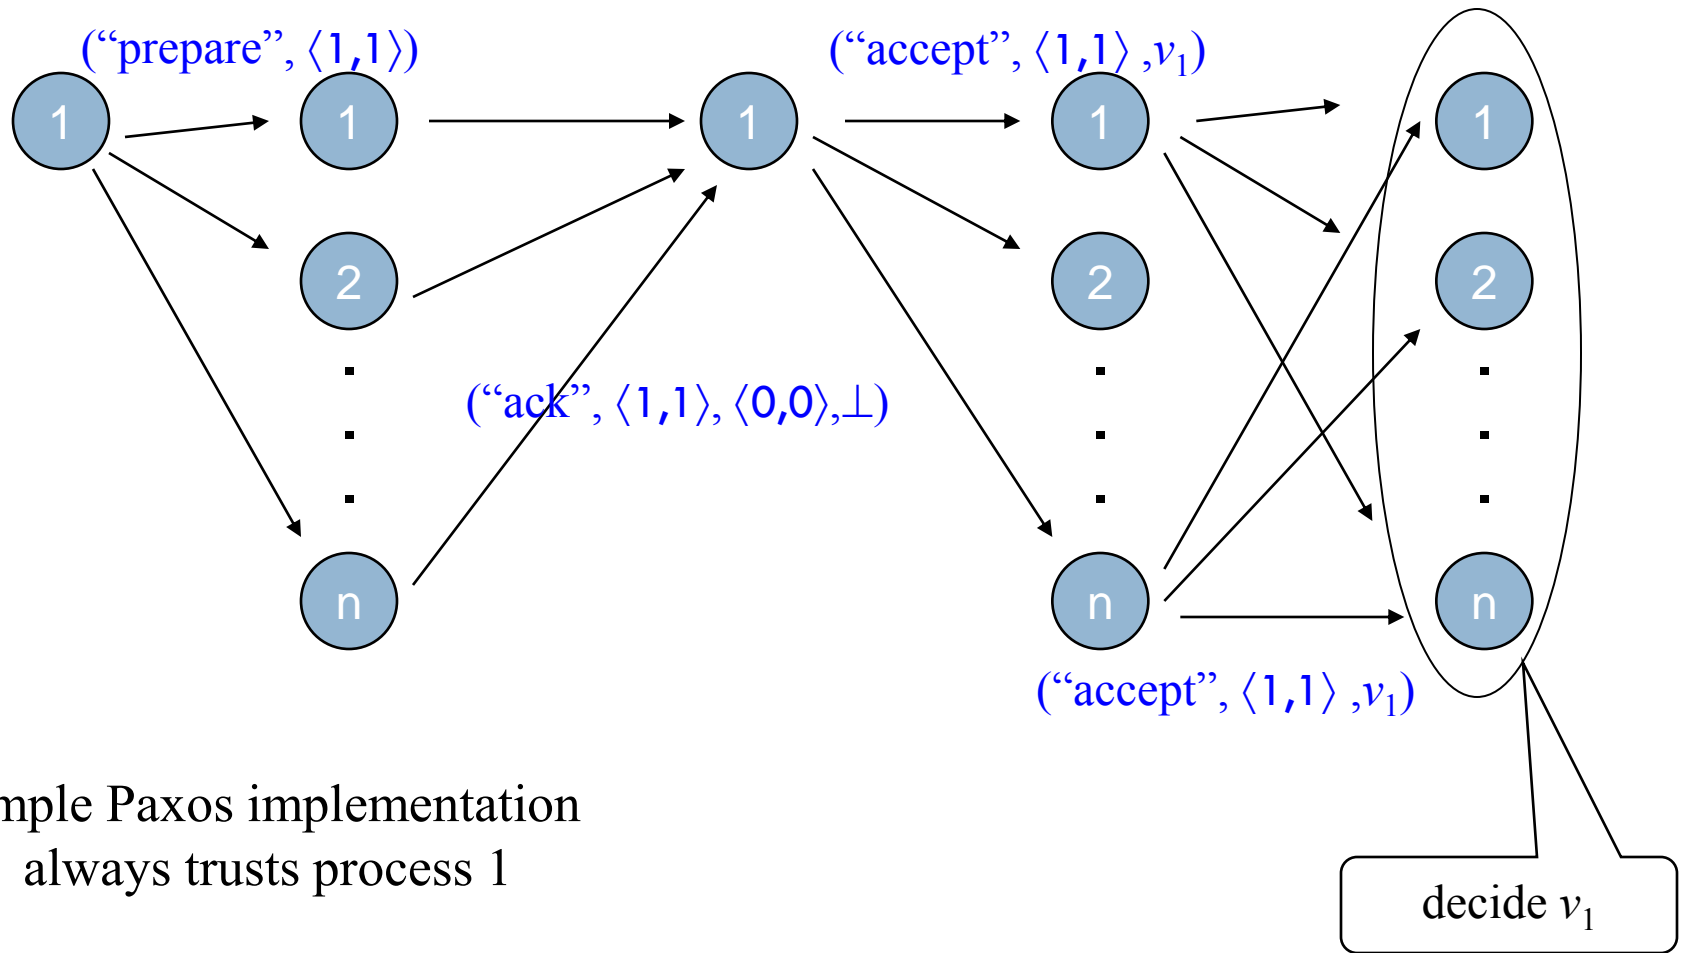 (“prepare”, ⟨1,1⟩)
(“accept”, ⟨1,1⟩ ,v₁)
1 1 1 1 1
2 2 2
(“ack”, ⟨1,1⟩, ⟨0,0⟩,⊥)
n n n
(“accept”, ⟨1,1⟩ ,v₁)
Paxos implementation
always trusts process 1
decide v₁